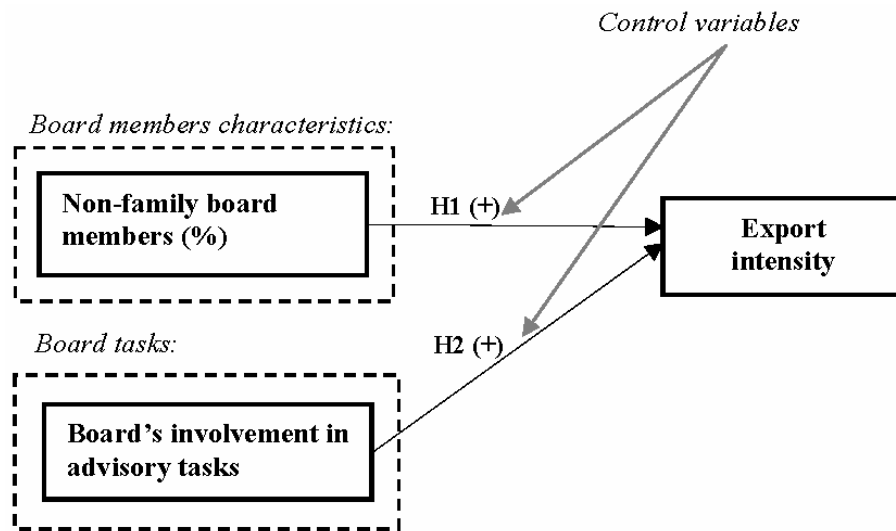 Control variables
Board members characteristics:
Non-family board
members (%)
H1 (+)
Export
intensity
H2 (+)
Board tasks:
Board's involvement in
advisory tasks